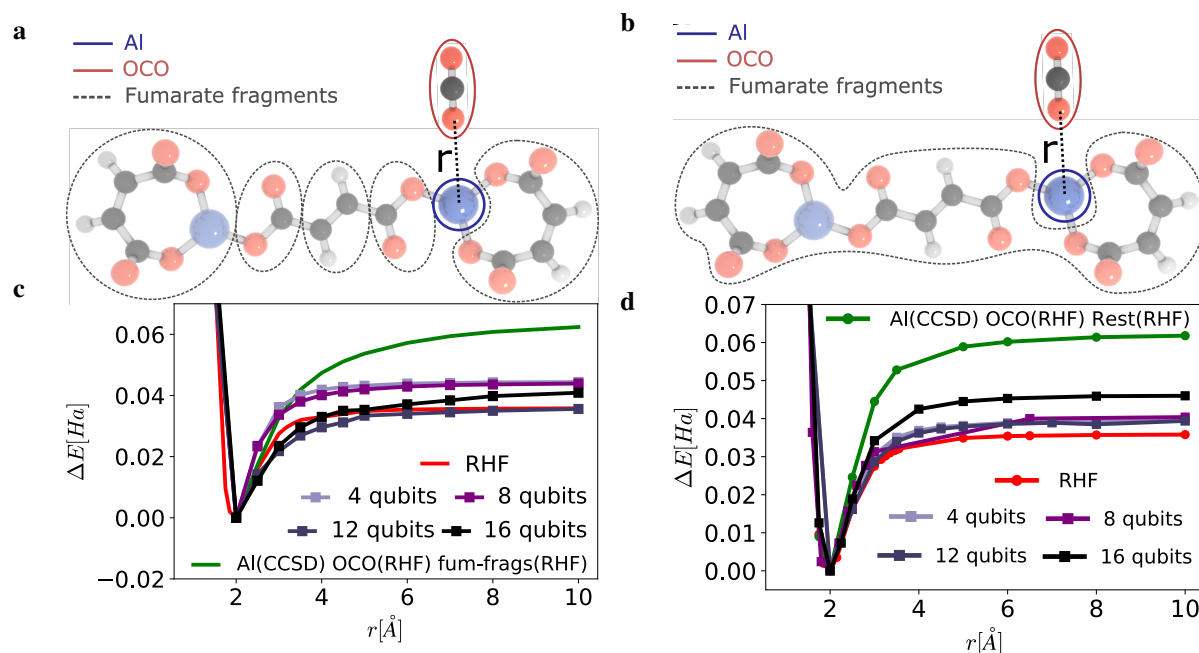 a
Al
OCO
Fumarate fragments
r
b
Al
OCO
Fumarate fragments
r
c
0.06
0.04
0.02
0.00
−0.02
ΔE[Ha]
RHF
4 qubits
8 qubits
12 qubits
16 qubits
Al(CCSD) OCO(RHF) fum-frags(RHF)
2
4
6
8
10
r[Å]
d
0.07
0.06
0.05
0.04
0.03
0.02
0.01
0.00
ΔE[Ha]
Al(CCSD) OCO(RHF) Rest(RHF)
RHF
4 qubits
8 qubits
12 qubits
16 qubits
2
4
6
8
10
r[Å]